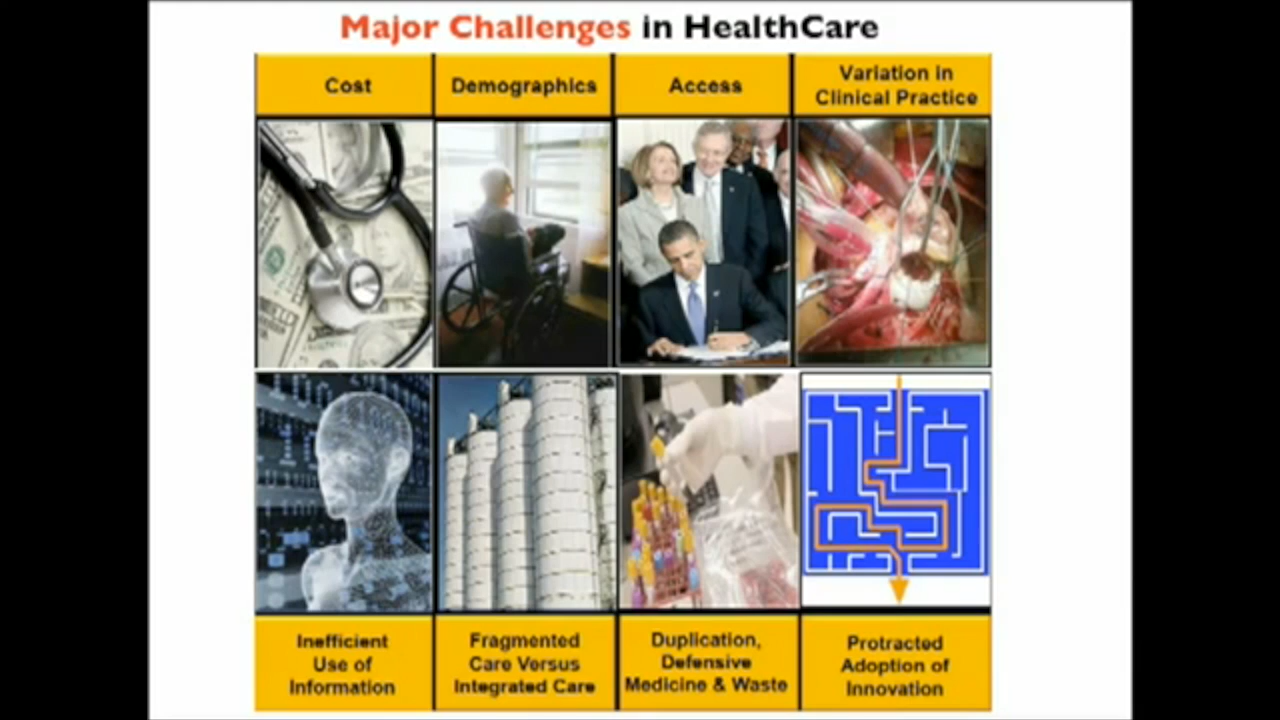 Major Challenges in HealthCare
Cost
Demographics
Access
Variation in
Clinical Practice
Inefficient
Use of
Information
Fragmented
Care Versus
Integrated Care
Duplication,
Defensive
Medicine & Waste
Protracted
Adoption of
Innovation